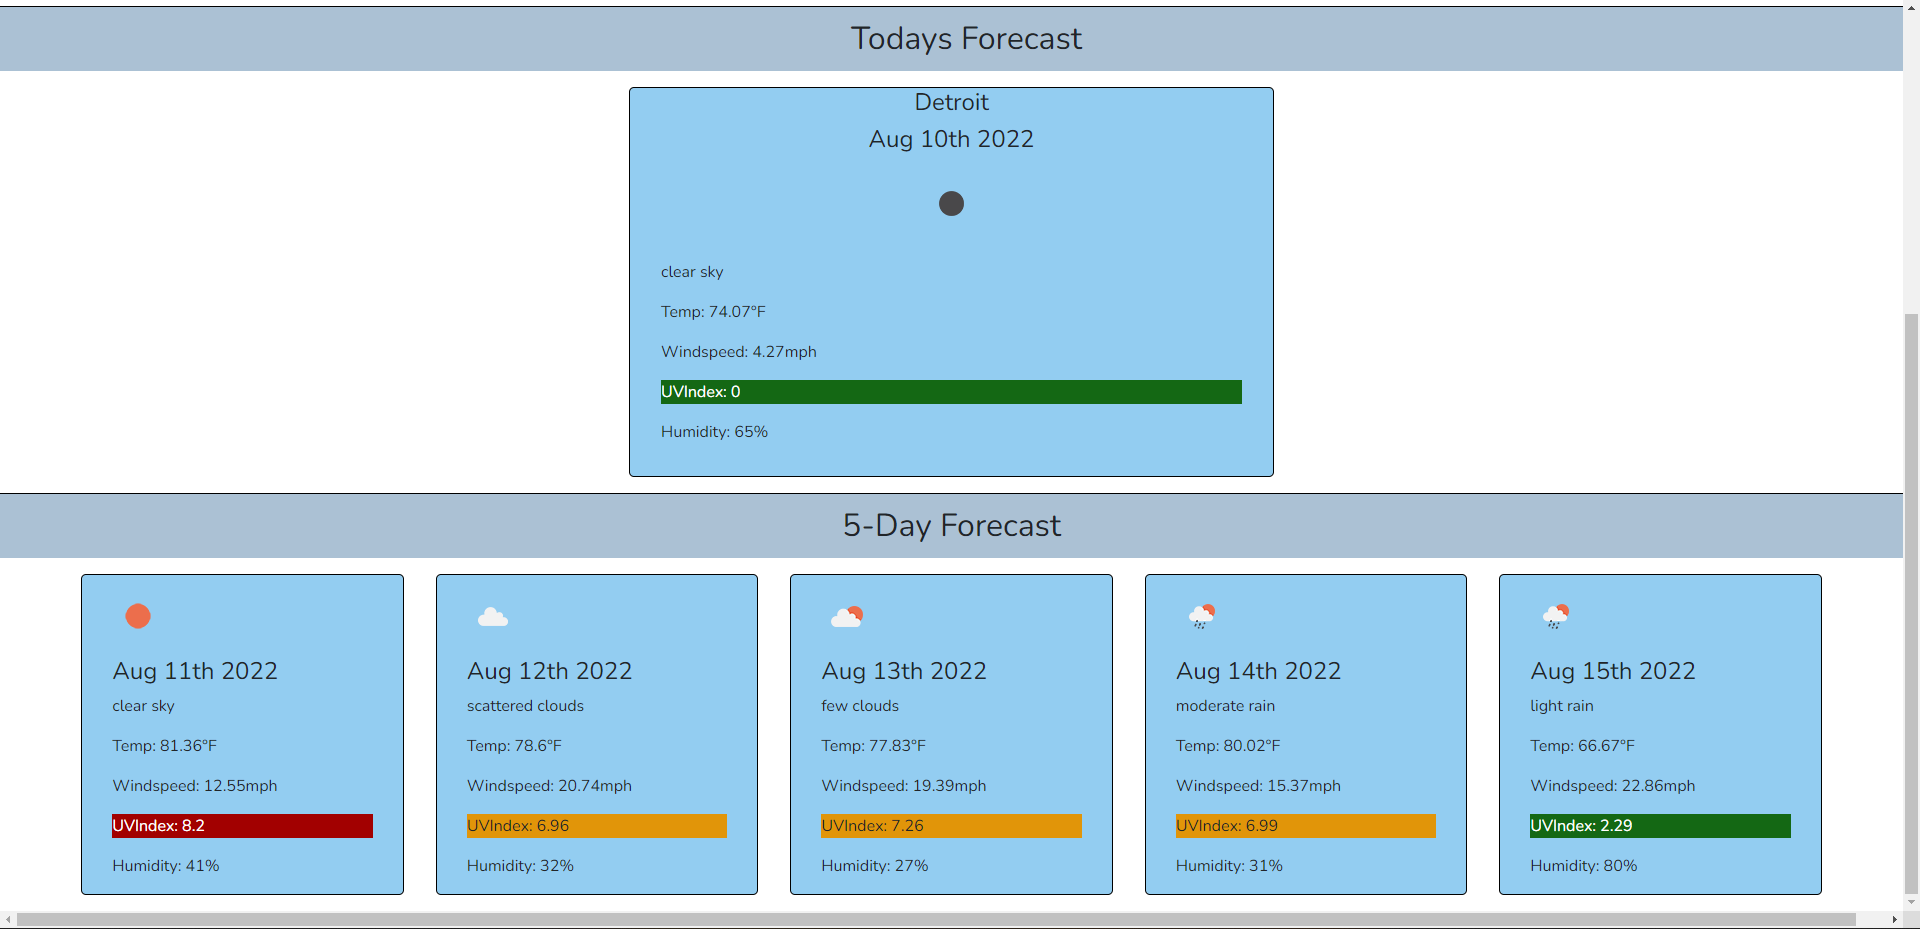 Todays Forecast
Detroit
Aug 10th 2022
clear sky
Temp: 74.07°F
Windspeed: 4.27mph
UVIndex: 0
Humidity: 65%
5-Day Forecast
Aug 11th 2022
clear sky
Temp: 81.36°F
Windspeed: 12.55mph
UVIndex: 8.2
Humidity: 41%
Aug 12th 2022
scattered clouds
Temp: 78.6°F
Windspeed: 20.74mph
UVIndex: 6.96
Humidity: 32%
Aug 13th 2022
few clouds
Temp: 77.83°F
Windspeed: 19.39mph
UVIndex: 7.26
Humidity: 27%
Aug 14th 2022
moderate rain
Temp: 80.02°F
Windspeed: 15.37mph
UVIndex: 6.99
Humidity: 31%
Aug 15th 2022
light rain
Temp: 66.67°F
Windspeed: 22.86mph
UVIndex: 2.29
Humidity: 80%